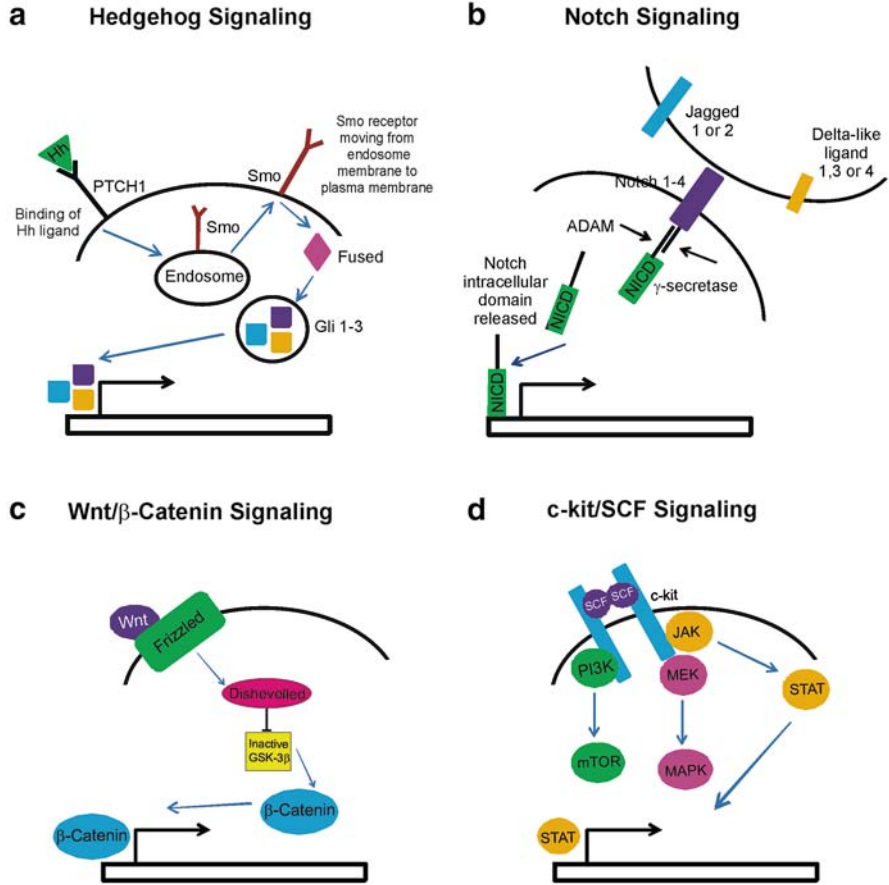 a
Hedgehog Signaling
Hh
PTCH1
Binding of
Hh ligand
Smo
Endosome
Smo
Smo receptor
moving from
endosome
membrane to
plasma membrane
Fused
Gli 1-3
b
Notch Signaling
Jagged
1 or 2
Delta-like
ligand
1,3 or 4
Notch 1-4
ADAM
NICD
γ-secretase
Notch
intracellular
domain
released
NICD
NICD
c
Wnt/β-Catenin Signaling
Wnt
Frizzled
Dishevelled
Inactive
GSK-3β
β-Catenin
β-Catenin
d
c-kit/SCF Signaling
SCF
SCF
c-kit
JAK
PI3K
MEK
STAT
mTOR
MAPK
STAT